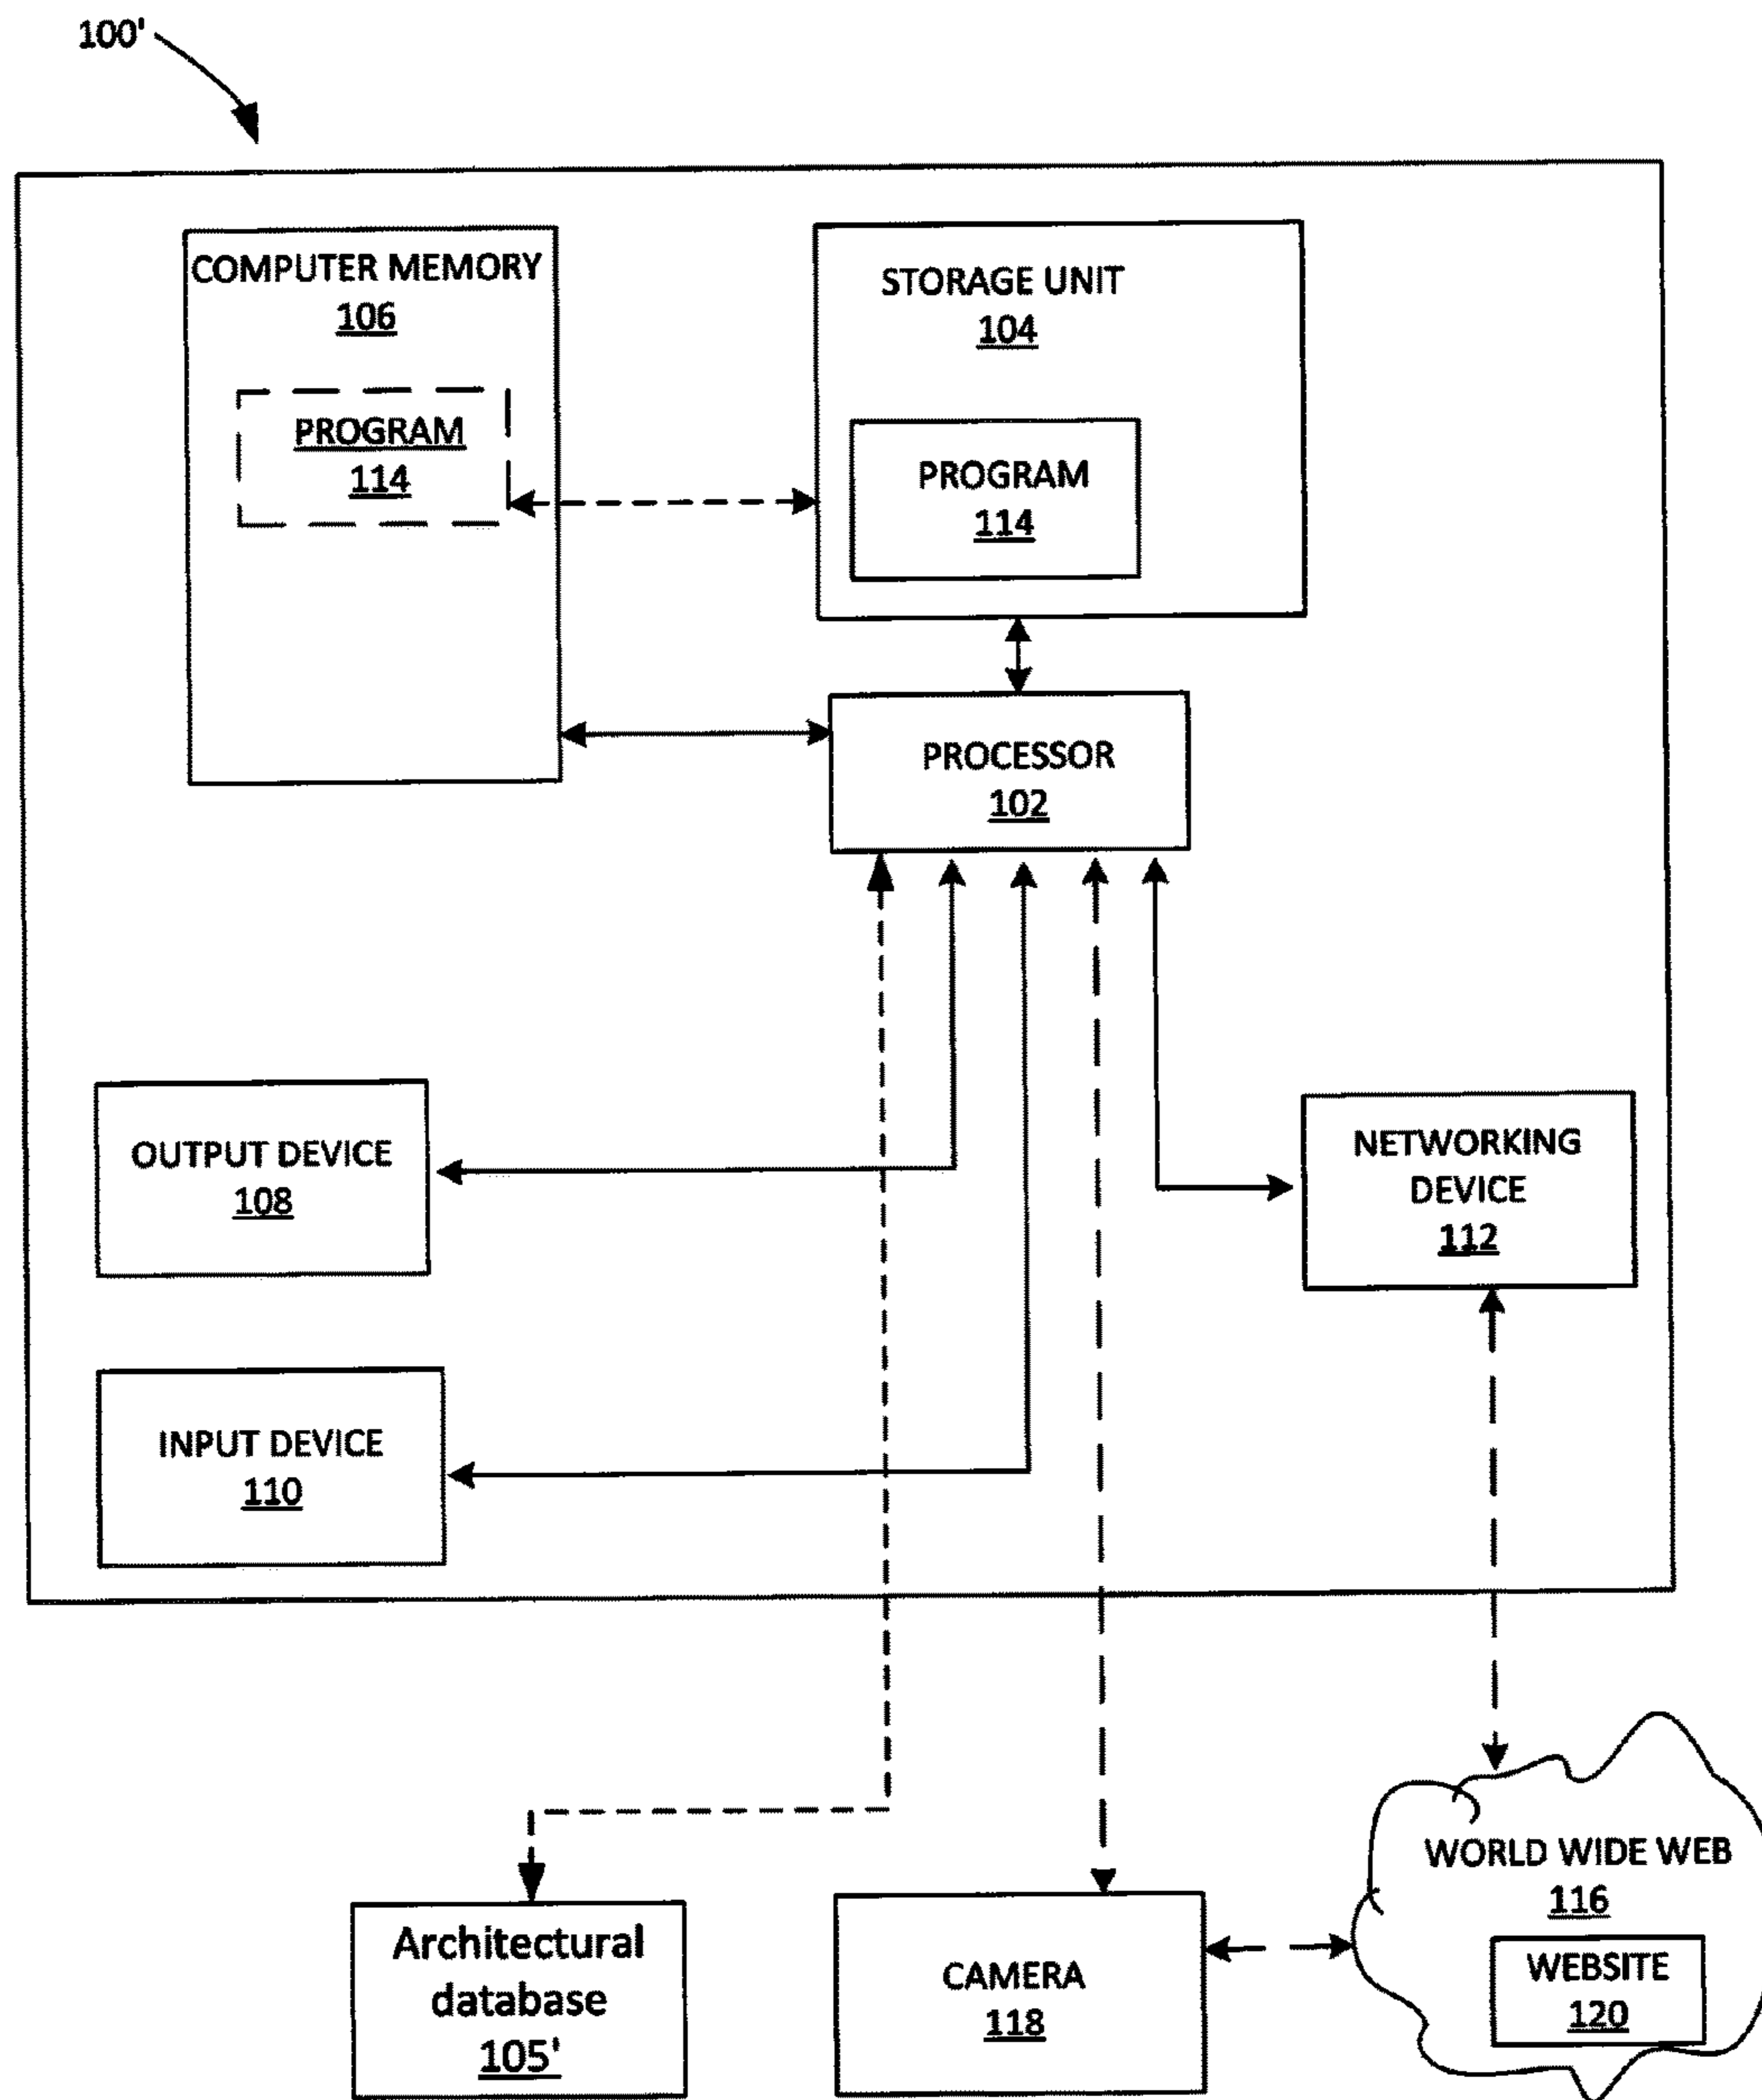 100'
COMPUTER MEMORY
106
PROGRAM
114
STORAGE UNIT
104
PROGRAM
114
PROCESSOR
102
OUTPUT DEVICE
108
NETWORKING
DEVICE
112
INPUT DEVICE
110
WORLD WIDE WEB
116
WEBSITE
120
Architectural
database
105'
CAMERA
118